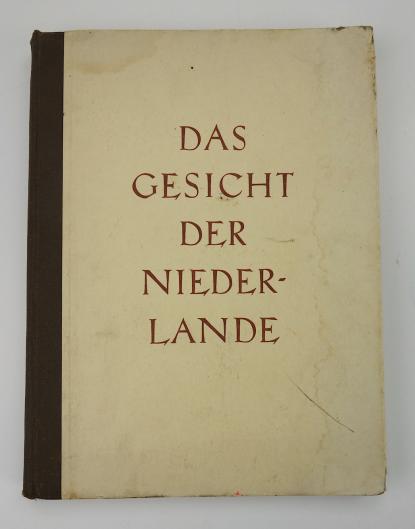 DAS
GESICHT
DER
NIEDER-
LANDE